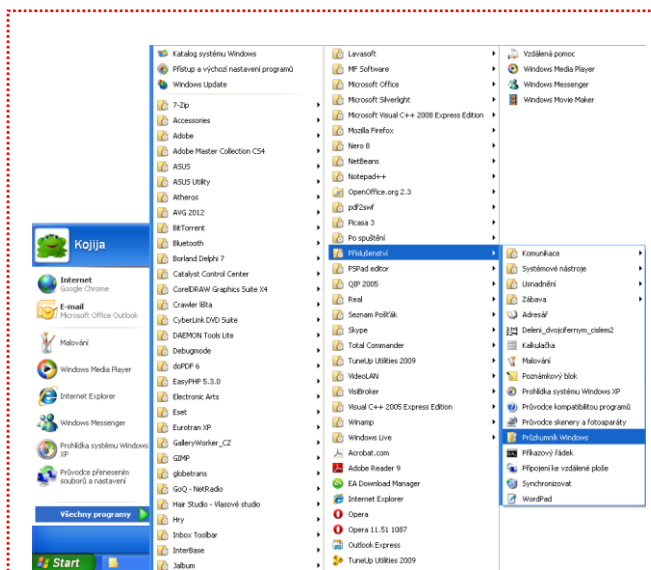 Kojija
Internet
Google Chrome
E-mail
Microsoft Office Outlook
Malování
Windows Media Player
Internet Explorer
Windows Messenger
Prohlídka systému Windows
XP
Průvodce přenesením
souborů a nastavení
Všechny programy
Start
Katalog systému Windows
Přístup a výchozí nastavení programů
Windows Update
7-Zip
Accessories
Adobe
Adobe Master Collection CS4
ASUS
ASUS Utility
Atheros
AVG 2012
BitTorrent
Bluetooth
Borland Delphi 7
Catalyst Control Center
CorelDRAW Graphics Suite X4
Crawler lišta
CyberLink DVD Suite
DAEMON Tools Lite
Debugmode
doPDF 6
EasyPHP 5.3.0
Electronic Arts
Eset
Eurotran XP
GalleryWorker_CZ
GIMP
globetrans
GoQ - NetRadio
Hair Studio - Vlasové studio
Hry
Inbox Toolbar
InterBase
Jalbum
Lavasoft
MF Software
Microsoft Office
Microsoft Silverlight
Microsoft Visual C++ 2008 Express Edition
Mozilla Firefox
Nero 8
NetBeans
Notepad++
OpenOffice.org 2.3
pdf2swf
Picasa 3
Po spuštění
Příslušenství
PSPad editor
QIP 2005
Real
Seznam Pošťák
Skype
Total Commander
TuneUp Utilities 2009
VideoLAN
VisiBroker
Visual C++ 2005 Express Edition
Winamp
Windows Live
Acrobat.com
Adobe Reader 9
EA Download Manager
Internet Explorer
Opera
Opera 11.51 1087
Outlook Express
TuneUp Utilities 2009
Vzdálená pomoc
Windows Media Player
Windows Messenger
Windows Movie Maker
Komunikace
Systémové nástroje
Usnadnění
Zábava
Adresář
Deleni_dvojcifernym_cislem2
Kalkulačka
Malování
Poznámkový blok
Prohlídka systému Windows XP
Průvodce kompatibilitou programů
Průvodce skenery a fotoaparáty
Průzkumník Windows
Příkazový řádek
Připojení ke vzdálené ploše
Synchronizovat
WordPad